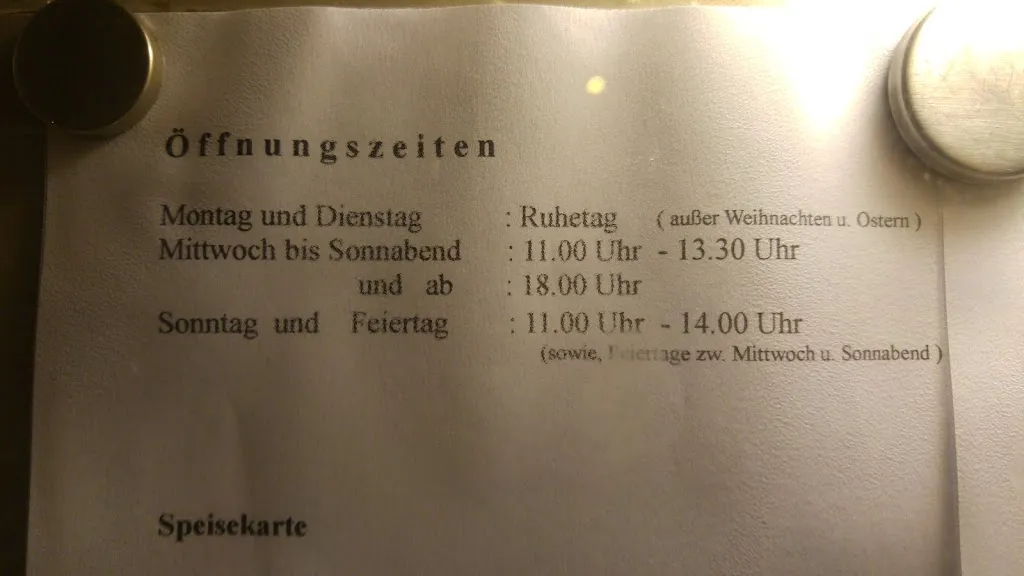 Öffnungszeiten
Montag und Dienstag : Ruhetag ( außer Weihnachten u. Ostern )
Mittwoch bis Sonnabend : 11.00 Uhr - 13.30 Uhr
und ab : 18.00 Uhr
Sonntag und Feiertag : 11.00 Uhr - 14.00 Uhr
(sowie, Feiertage zw. Mittwoch u. Sonnabend )
Speisekarte